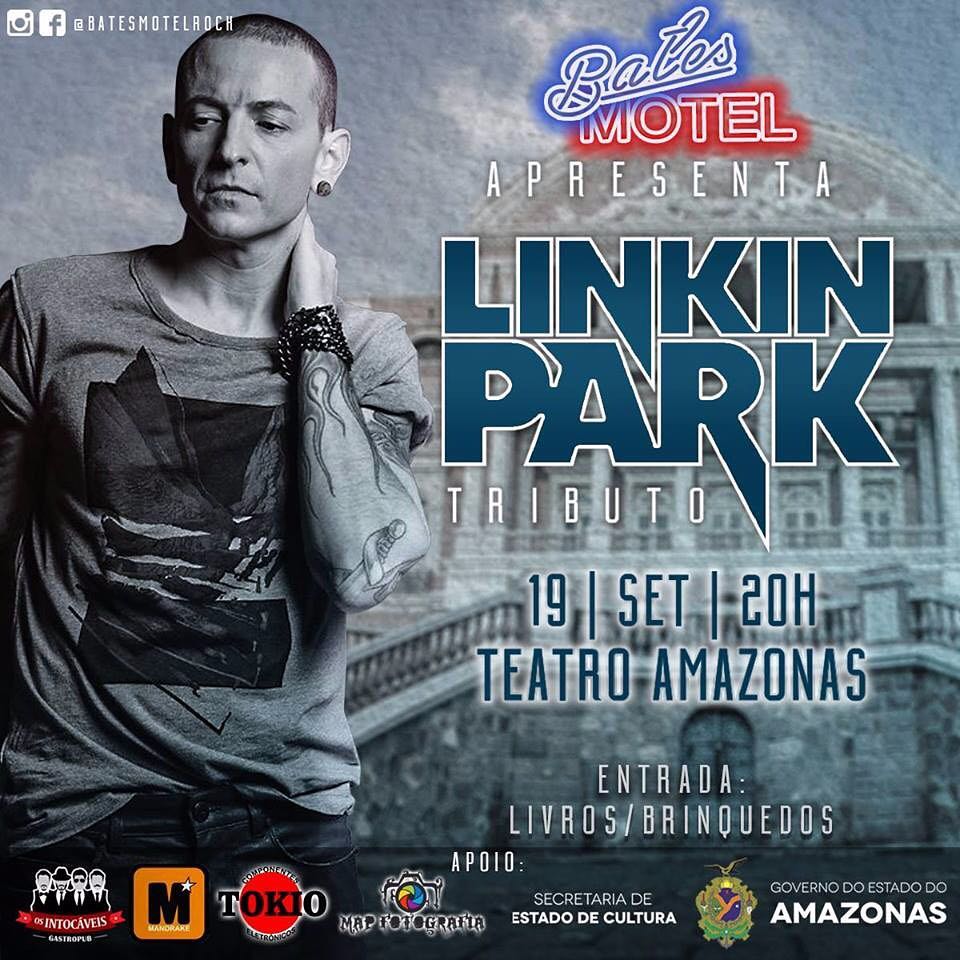 @BATESMOTELROCK
Bates
MOTEL
APRESENTA
LINKIN
PARK
TRIBUTO
19 | SET | 20H
TEATRO AMAZONAS
ENTRADA:
LIVROS/BRINQUEDOS
APOIO:
OS INTOCÁVEIS
GASTROPUB
M
MANDRAKE
COMPONENTES
TOKIO
ELETRÔNICOS
MAP FOTOGRAFIA
SECRETARIA DE
ESTADO DE CULTURA
GOVERNO DO ESTADO DO
AMAZONAS